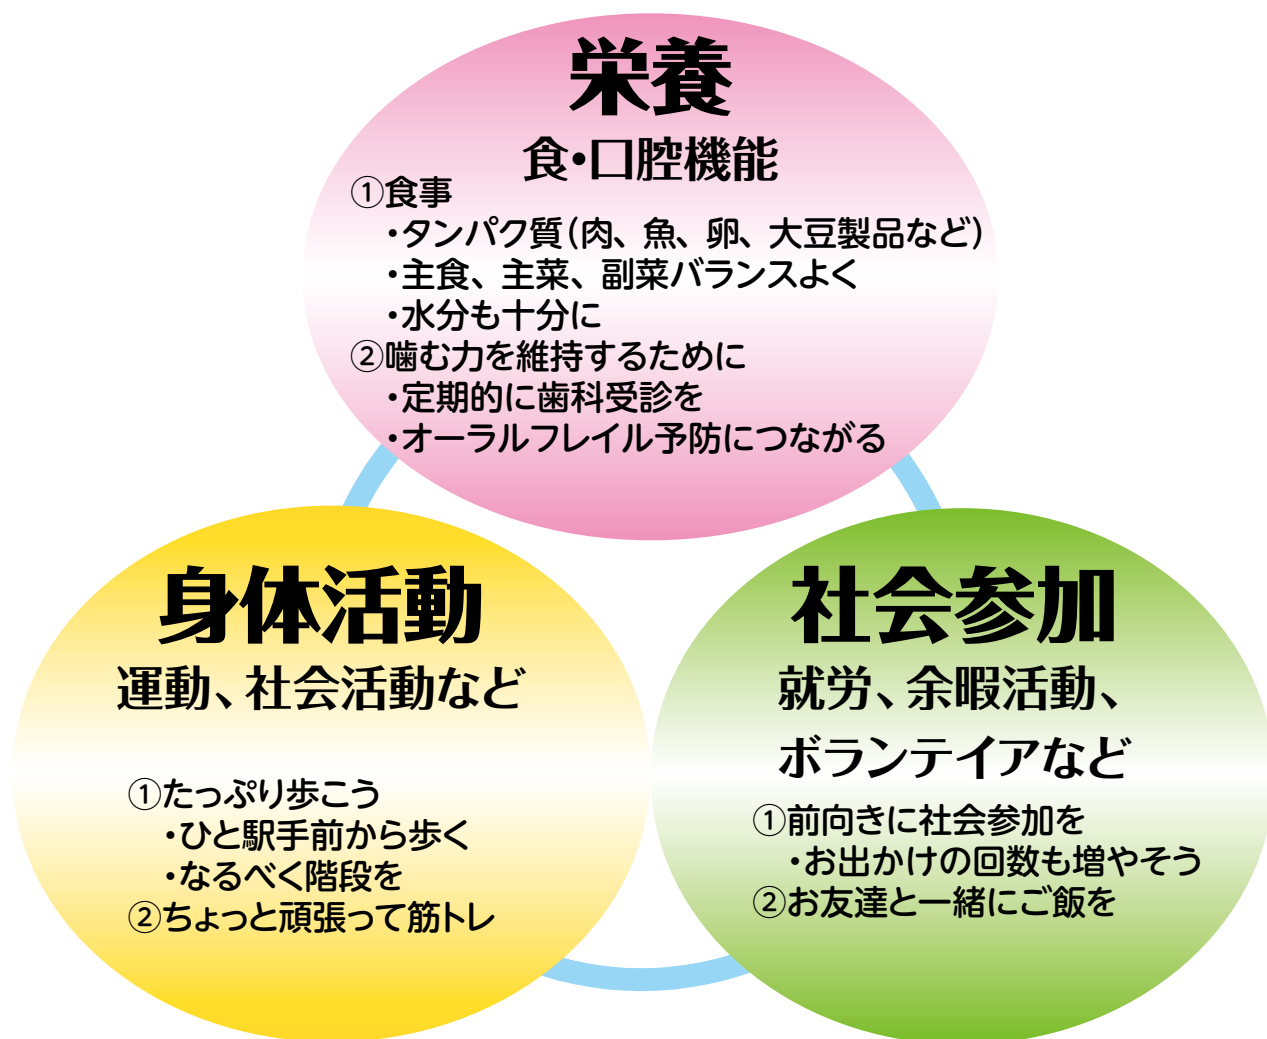 栄養
食・口腔機能
①食事
・タンパク質(肉、魚、卵、大豆製品など)
・主食、主菜、副菜バランスよく
・水分も十分に
②噛む力を維持するために
・定期的に歯科受診を
・オーラルフレイル予防につながる
身体活動
運動、社会活動など
①たっぷり歩こう
・ひと駅手前から歩く
・なるべく階段を
②ちょっと頑張って筋トレ
社会参加
就労、余暇活動、
ボランテイアなど
①前向きに社会参加を
・お出かけの回数も増やそう
②お友達と一緒にご飯を